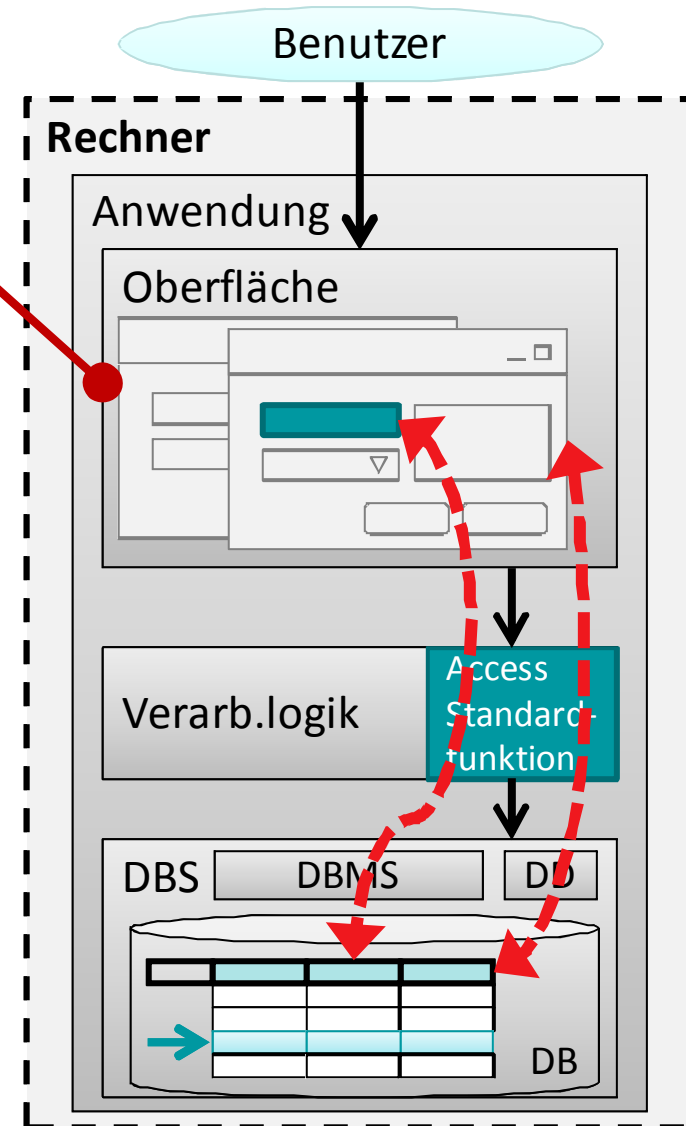 Benutzer
Rechner
Anwendung
Oberfläche
Verarb.logik
Access
Standard-
funktion
DBS
DBMS
DD
DB